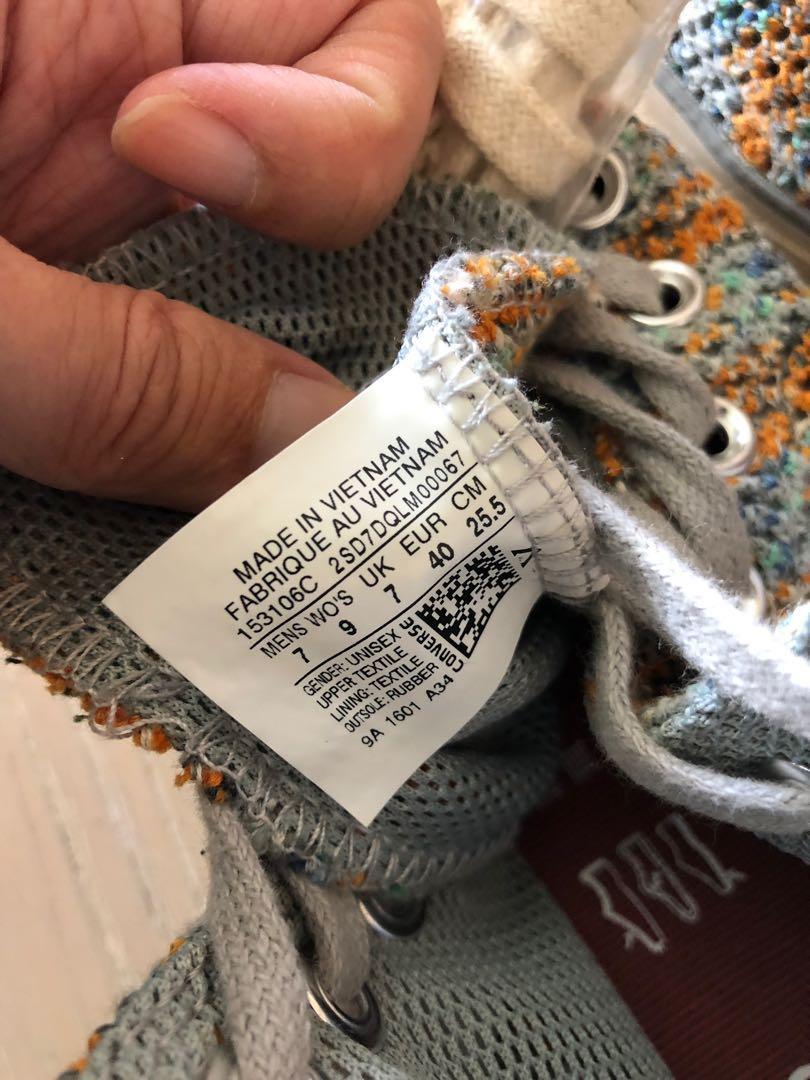 MADE IN VIETNAM
FABRIQUE AU VIETNAM
153106C 2SD7DQLM00067
MENS WO'S UK EUR CM
7 9 7 40 25.5
GENDER: UNISEX
UPPER TEXTILE
LINING: TEXTILE
OUTSOLE: RUBBER
9A 1601 A34